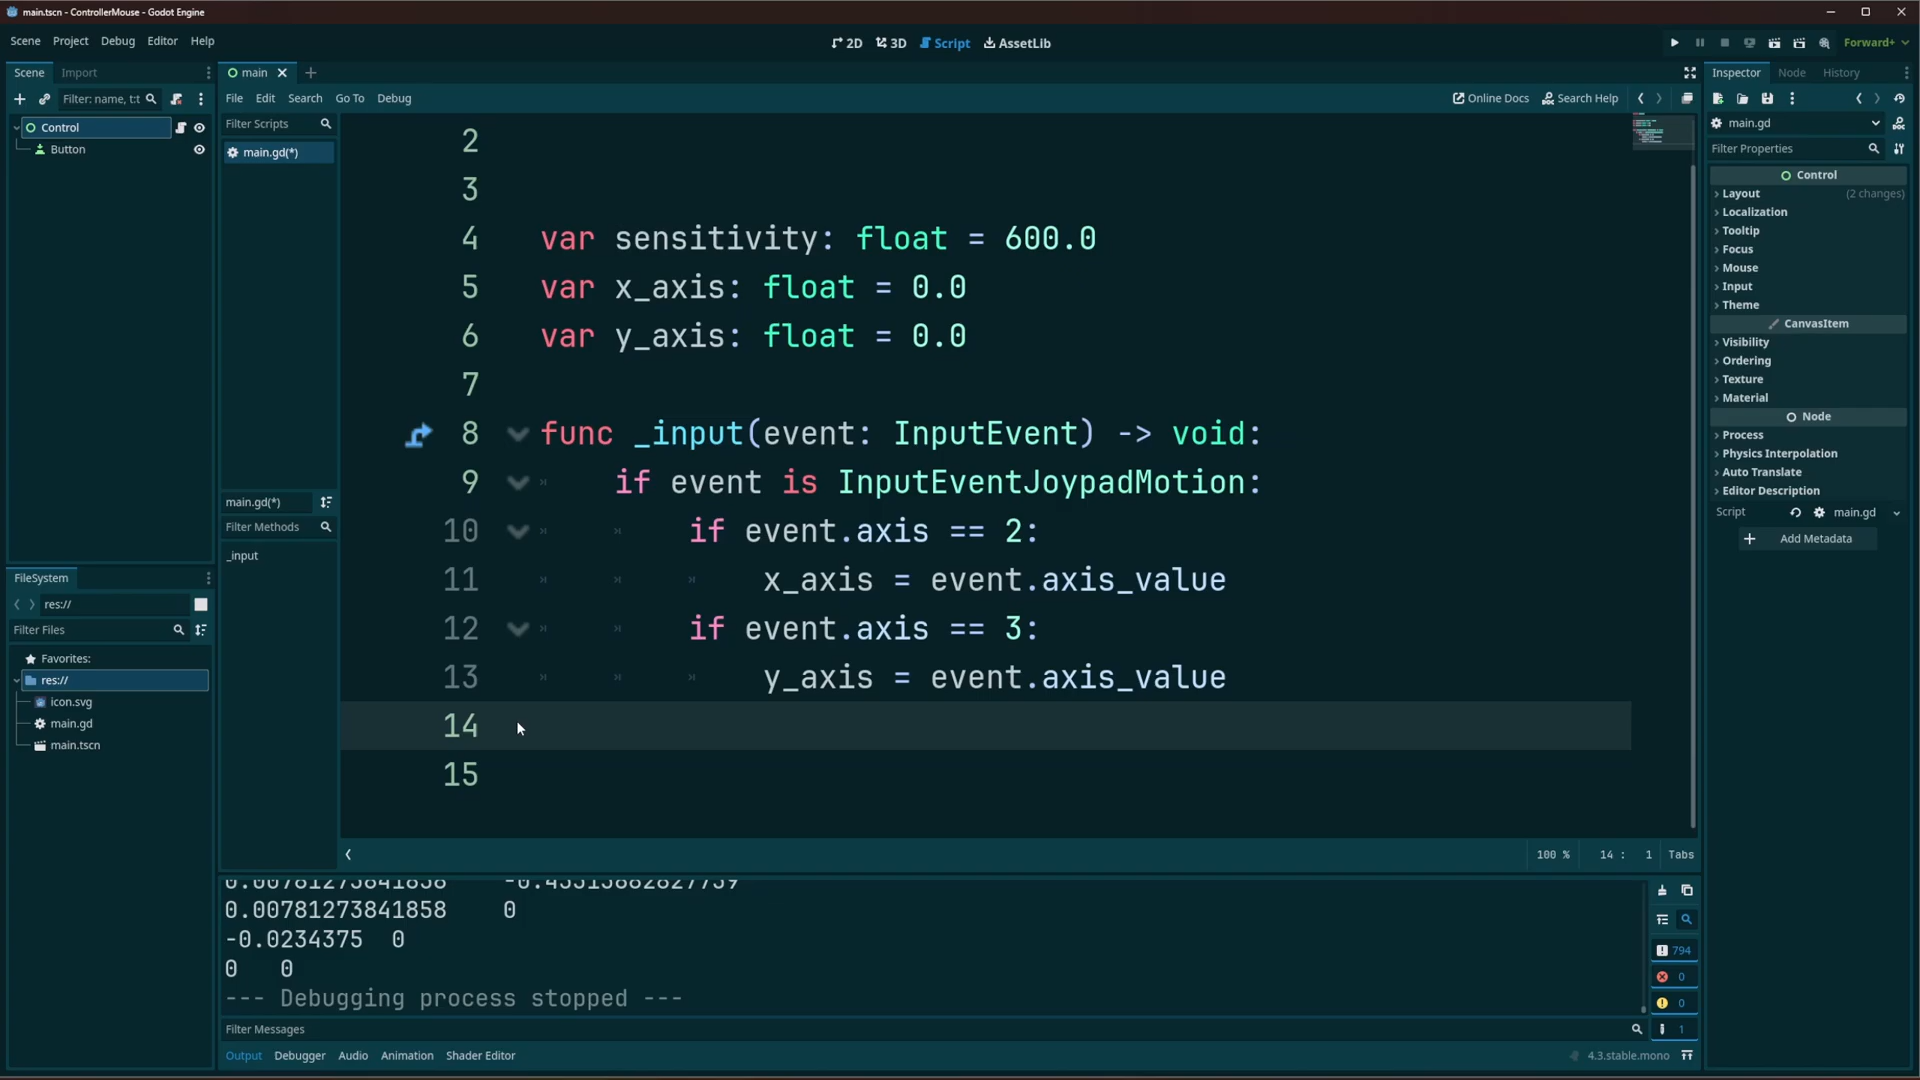 main.tscn - ControllerMouse - Godot Engine
Scene Project Debug Editor Help
2D 3D Script AssetLib
Forward+
Scene Import
main
Inspector Node History
Filter: name, t:t
File Edit Search Go To Debug
Online Docs Search Help
Control
Button
Filter Scripts
main.gd(*)
main.gd(*)
Filter Methods
_input
FileSystem
res://
Filter Files
Favorites:
res://
icon.svg
main.gd
main.tscn
2
3
4 var sensitivity: float = 600.0
5 var x_axis: float = 0.0
6 var y_axis: float = 0.0
7
8 func _input(event: InputEvent) -> void:
9 if event is InputEventJoypadMotion:
10 if event.axis == 2:
11 x_axis = event.axis_value
12 if event.axis == 3:
13 y_axis = event.axis_value
14
15
100 % 14 : 1 Tabs
0.00781273841858 0
-0.0234375 0
0 0
--- Debugging process stopped ---
794
0
0
1
Filter Messages
Output Debugger Audio Animation Shader Editor
4.3.stable.mono
main.gd
Filter Properties
Control
Layout (2 changes)
Localization
Tooltip
Focus
Mouse
Input
Theme
CanvasItem
Visibility
Ordering
Texture
Material
Node
Process
Physics Interpolation
Auto Translate
Editor Description
Script main.gd
Add Metadata